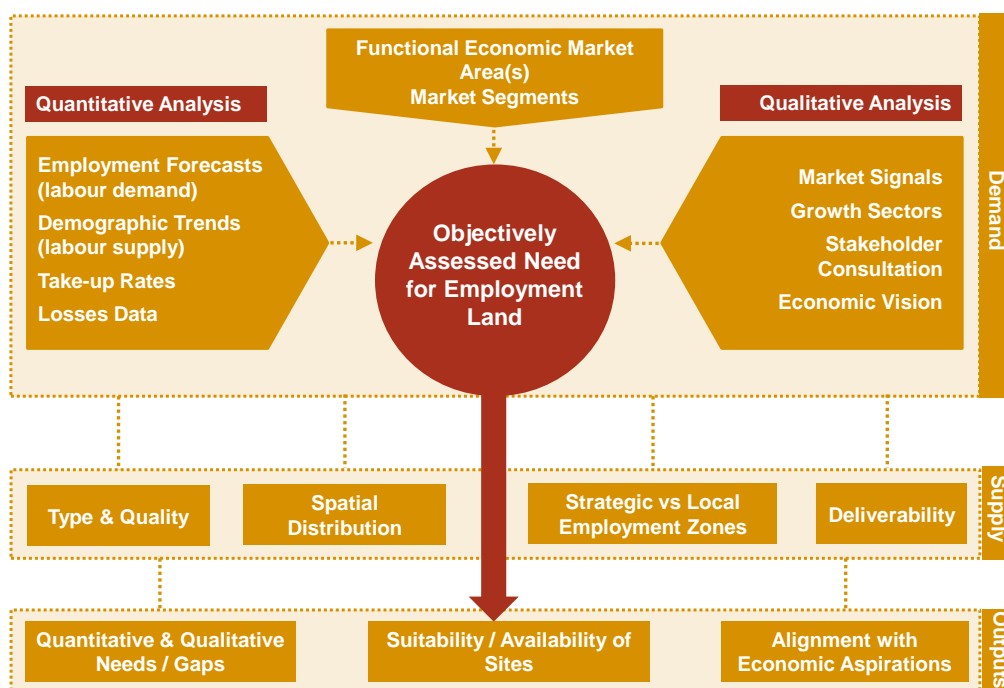 Functional Economic Market
Area(s)
Market Segments
Quantitative Analysis
Qualitative Analysis
Employment Forecasts
(labour demand)
Demographic Trends
(labour supply)
Take-up Rates
Losses Data
Objectively
Assessed Need
for Employment
Land
Market Signals
Growth Sectors
Stakeholder
Consultation
Economic Vision
Demand
Type & Quality
Spatial
Distribution
Strategic vs Local
Employment Zones
Deliverability
Supply
Quantitative & Qualitative
Needs / Gaps
Suitability / Availability of
Sites
Alignment with
Economic Aspirations
Outputs